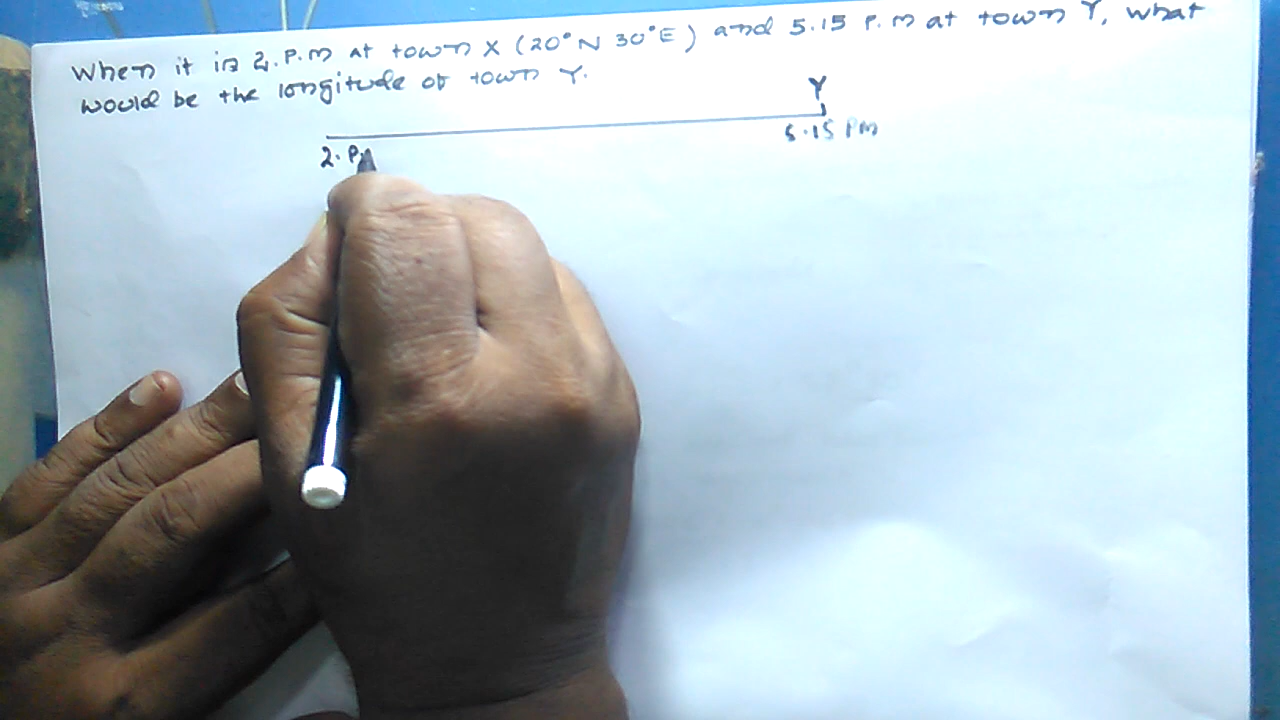 When it is 2. P.M at town X (20° N 30° E) and 5.15 P.M at town Y, what
would be the longitude of town Y.
Y
2. PM
5.15 PM